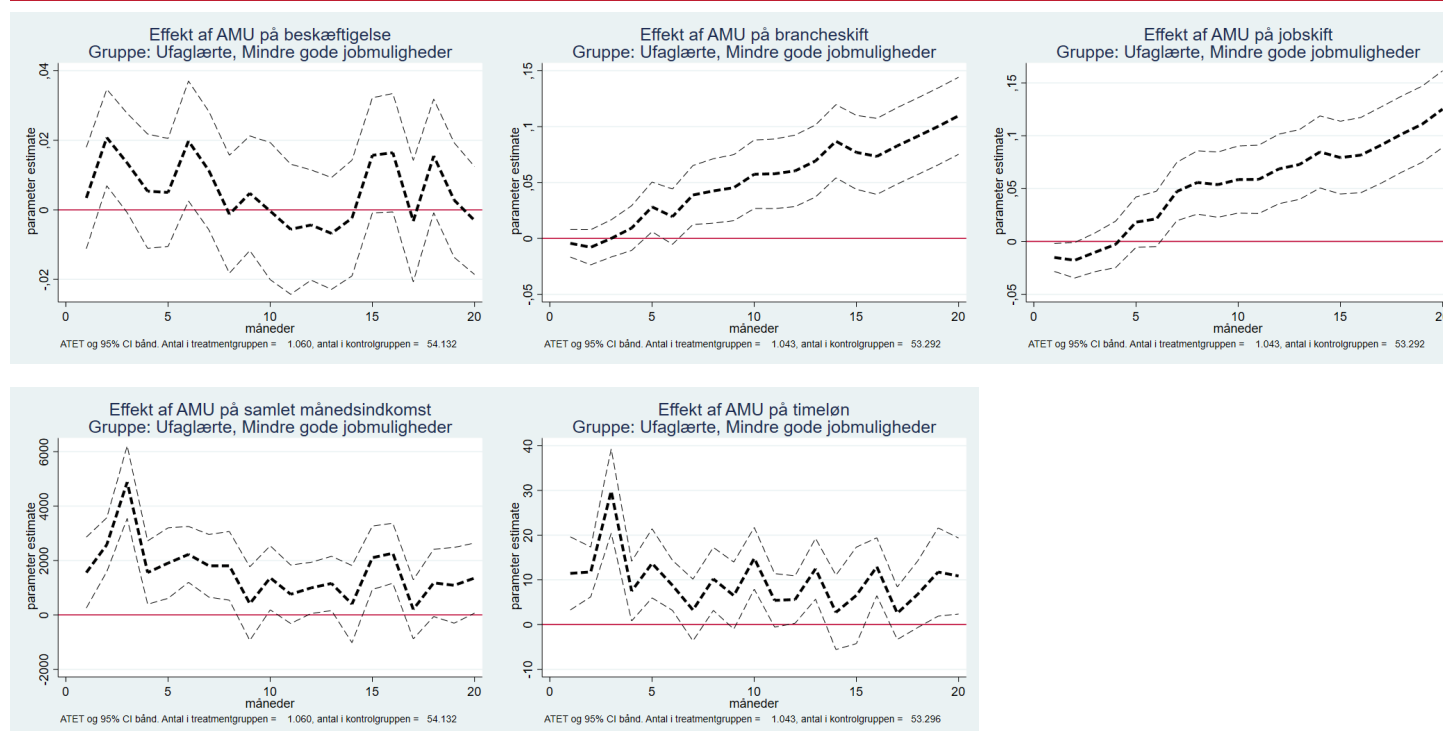 Effekt af AMU på beskæftigelse
Gruppe: Ufaglærte, Mindre gode jobmuligheder
parameter estimate
,04
,02
0
-,02
0 5 10 15 20
måneder
ATET og 95% CI bånd. Antal i treatmentgruppen = 1.060, antal i kontrolgruppen = 54.132
Effekt af AMU på brancheskift
Gruppe: Ufaglærte, Mindre gode jobmuligheder
parameter estimate
,15
,1
,05
0
-,05
0 5 10 15 20
måneder
ATET og 95% CI bånd. Antal i treatmentgruppen = 1.043, antal i kontrolgruppen = 53.292
Effekt af AMU på jobskift
Gruppe: Ufaglærte, Mindre gode jobmuligheder
parameter estimate
,15
,1
,05
0
-,05
0 5 10 15
måneder
ATET og 95% CI bånd. Antal i treatmentgruppen = 1.043, antal i kontrolgruppen = 53.292
Effekt af AMU på samlet månedsindkomst
Gruppe: Ufaglærte, Mindre gode jobmuligheder
parameter estimate
6000
4000
2000
0
-2000
0 5 10 15 20
måneder
ATET og 95% CI bånd. Antal i treatmentgruppen = 1.060, antal i kontrolgruppen = 54.132
Effekt af AMU på timeløn
Gruppe: Ufaglærte, Mindre gode jobmuligheder
parameter estimate
40
30
20
10
0
-10
0 5 10 15 20
måneder
ATET og 95% CI bånd. Antal i treatmentgruppen = 1.043, antal i kontrolgruppen = 53.296